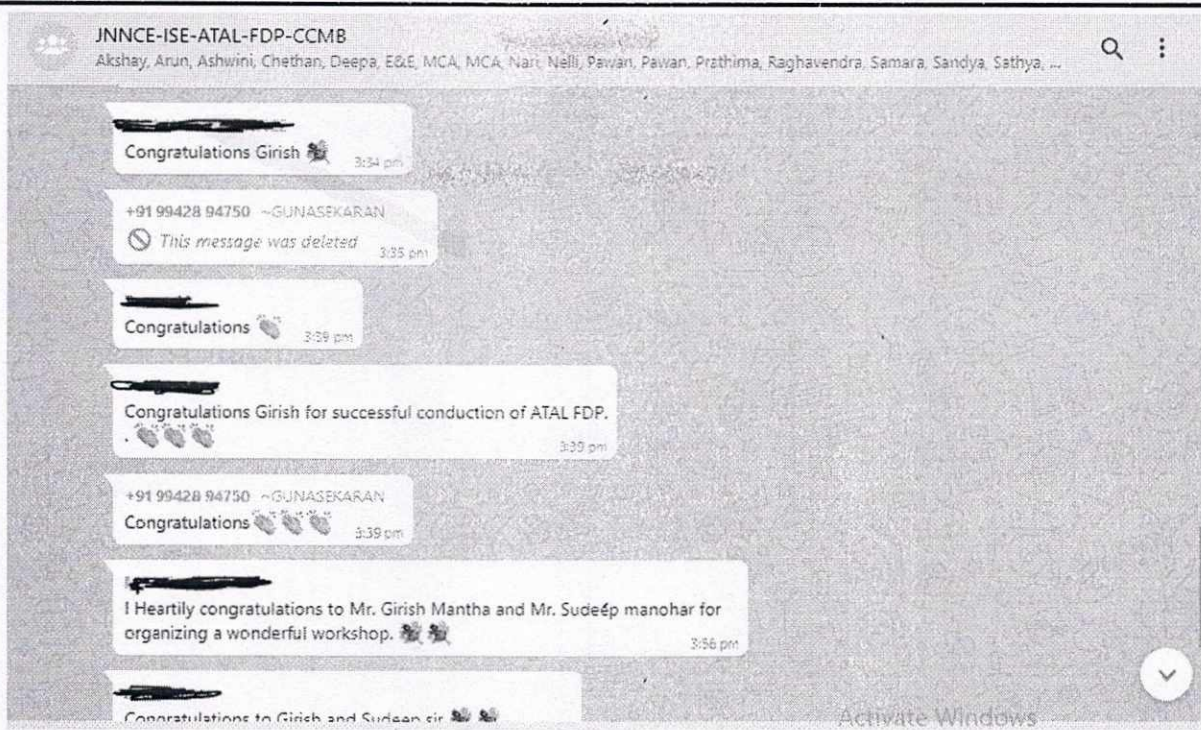 JNNCE-ISE-ATAL-FDP-CCMB
Akshay, Arun, Ashwini, Chethan, Deepa, E&E, MCA, MCA, Nari, Nelli, Pawan, Pawan, Prathima, Raghavendra, Samara, Sandya, Sathya, ...
Congratulations Girish
3:34 pm
+91 99428 94750 ~GUNASEKARAN
This message was deleted
3:35 pm
Congratulations
3:39 pm
Congratulations Girish for successful conduction of ATAL FDP.
.
3:39 pm
+91 99428 94750 ~GUNASEKARAN
Congratulations
3:39 pm
I Heartily congratulations to Mr. Girish Mantha and Mr. Sudeep manohar for
organizing a wonderful workshop.
3:56 pm
Congratulations to Girish and Sudeep sir
Activate Windows